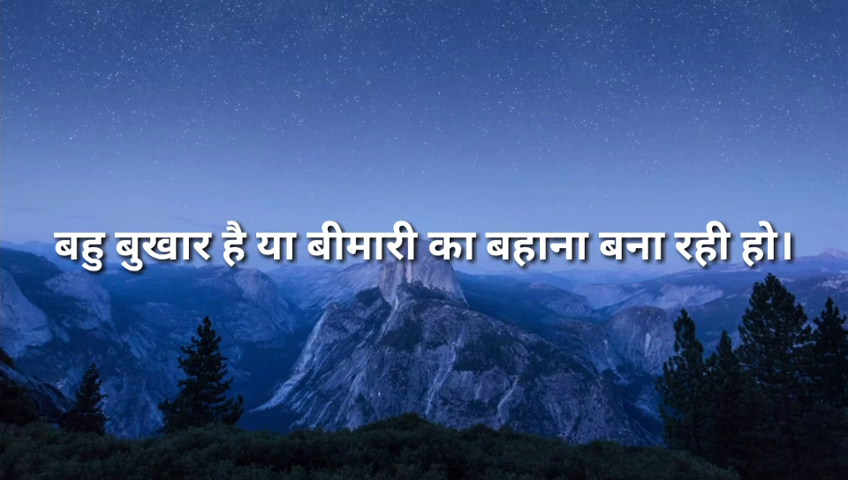 बहु बुखार है या बीमारी का बहाना बना रही हो।